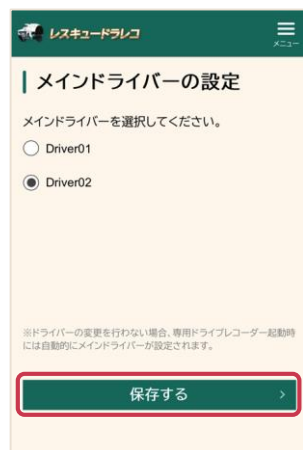 レスキュードラレコ
メニュー
メインドライバーの設定
メインドライバーを選択してください。
Driver01
Driver02
※ドライバーの変更を行わない場合、専用ドライブレコーダー起動時
には自動的にメインドライバーが設定されます。
保存する